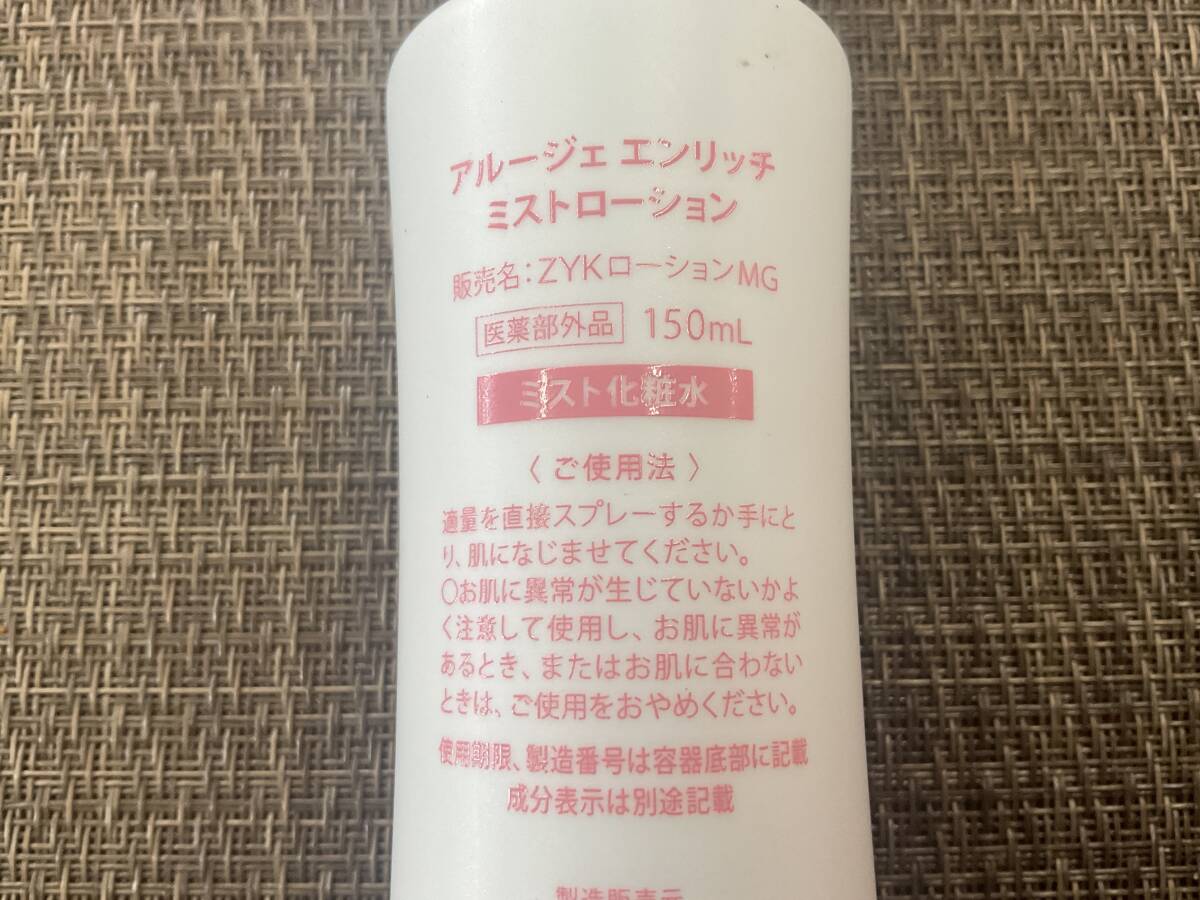 アルージェ エンリッチ
ミストローション
販売名：ZYKローションMG
医薬部外品 150mL
ミスト化粧水
〈 ご使用法 〉
適量を直接スプレーするか手にと
り、肌になじませてください。
○お肌に異常が生じていないかよ
く注意して使用し、お肌に異常が
あるとき、またはお肌に合わない
ときは、ご使用をおやめください。
使用期限、製造番号は容器底部に記載
成分表示は別途記載
製造販売元